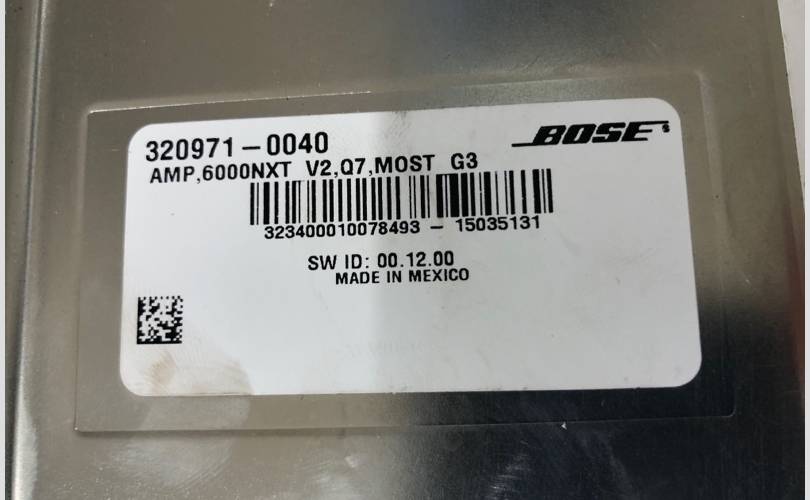 BOSE
320971-0040
AMP,6000NXT V2,Q7,MOST G3
323400010078493 - 15035131
SW ID: 00.12.00
MADE IN MEXICO